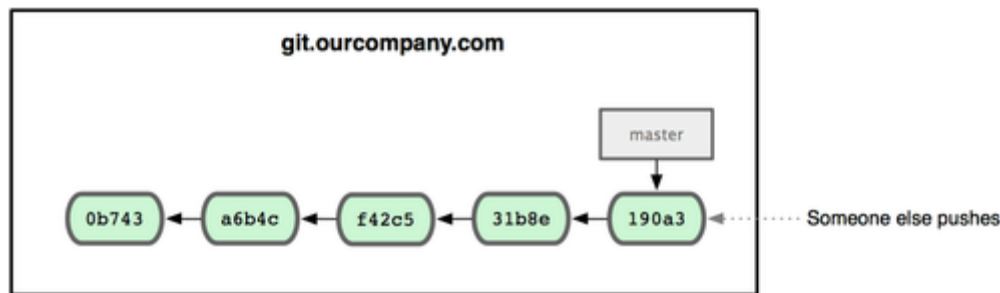 git.ourcompany.com
master
0b743 a6b4c f42c5 31b8e 190a3 Someone else pushes